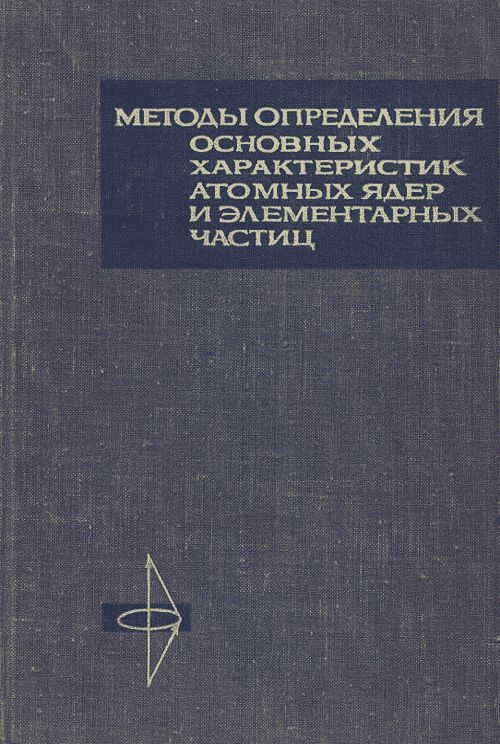 МЕТОДЫ ОПРЕДЕЛЕНИЯ
ОСНОВНЫХ
ХАРАКТЕРИСТИК
АТОМНЫХ ЯДЕР
И ЭЛЕМЕНТАРНЫХ
ЧАСТИЦ